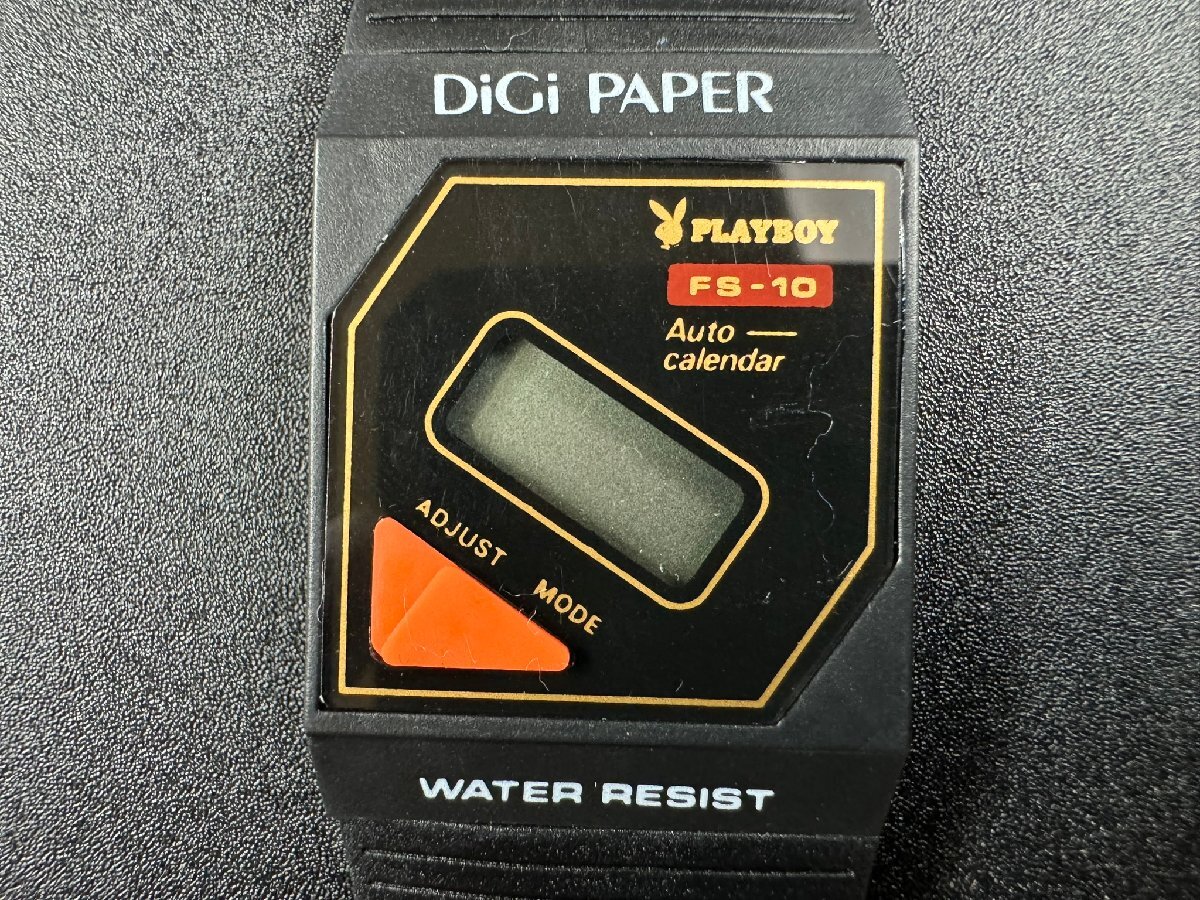 DiGi PAPER
PLAYBOY
FS-10
Auto —
calendar
ADJUST
MODE
WATER RESIST